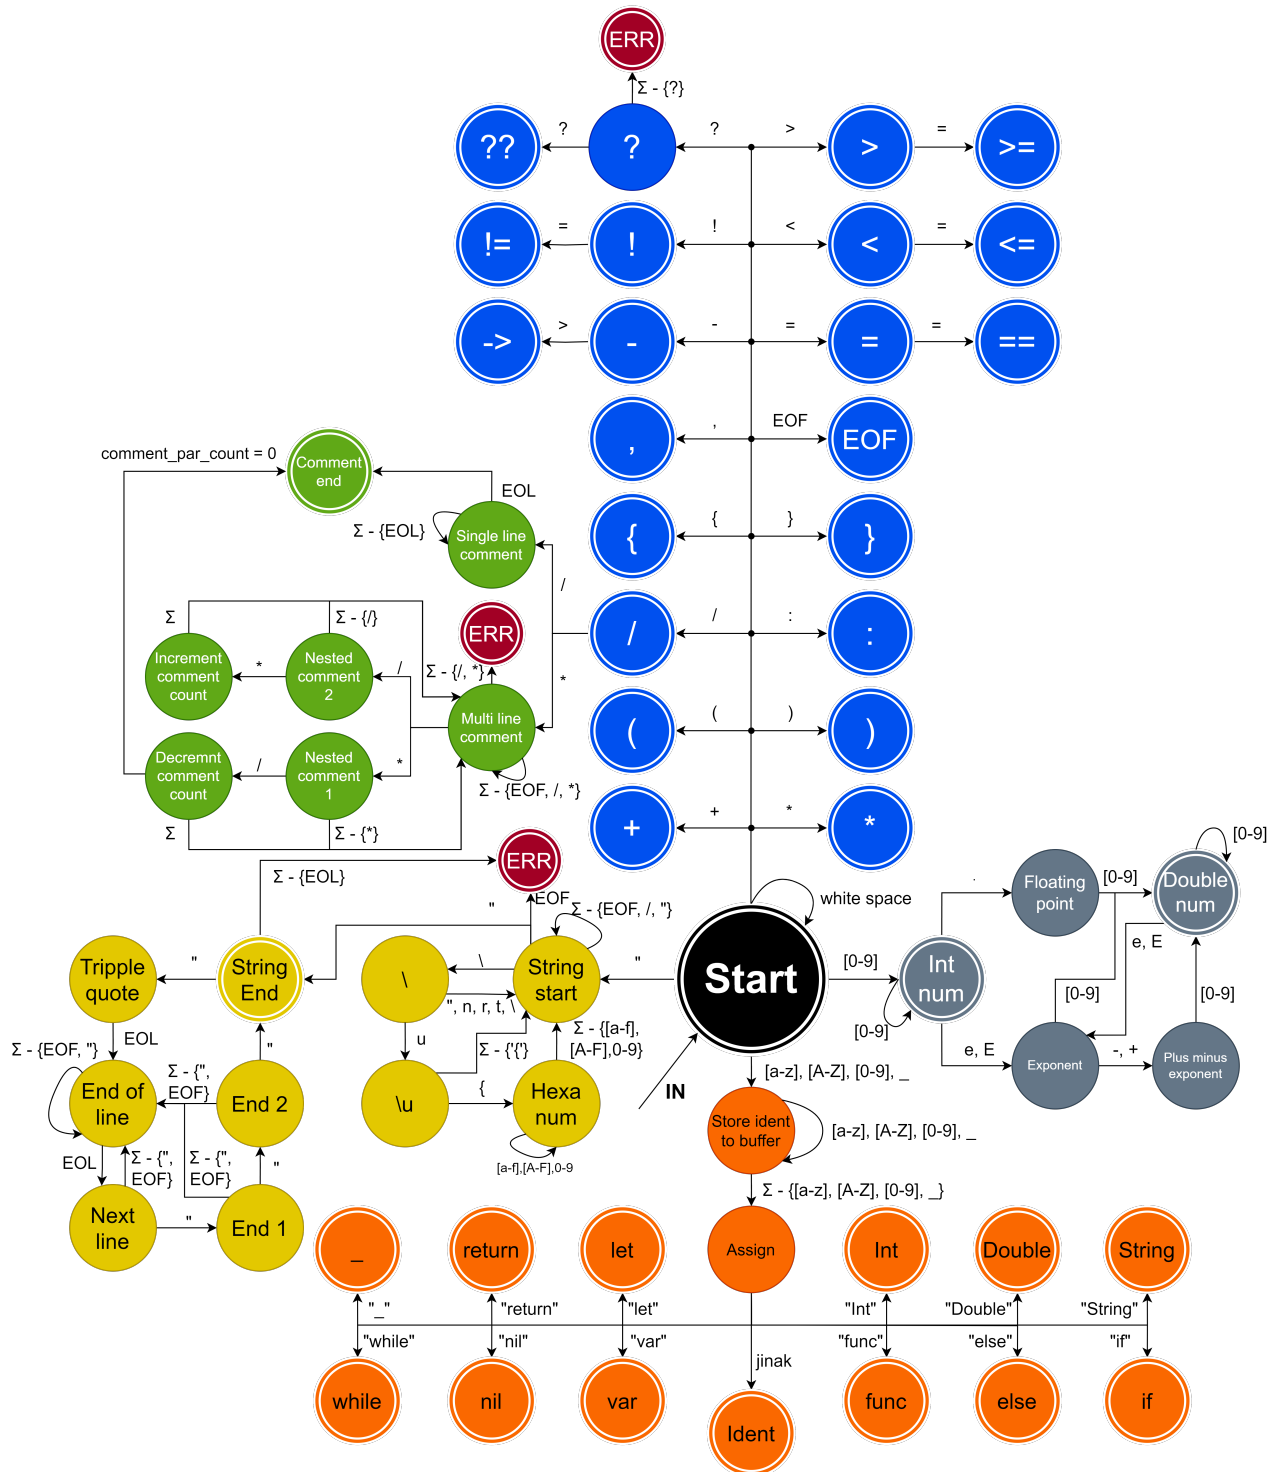 ERR
Σ - {?}
??
?
?
?
>
>
=
>=
!=
=
!
!
<
<
=
<=
->
>
-
-
=
=
=
==
,
,
EOF
EOF
comment_par_count = 0
Comment
end
EOL
{
{
}
}
Σ - {EOL}
Single line
comment
/
/
/
:
:
Σ
Σ - {/}
ERR
Increment
comment
count
*
Nested
comment
2
/
Σ - {/, *}
*
Multi line
comment
(
(
)
)
Decremnt
comment
count
/
Nested
comment
1
*
Σ - {EOF, /, *}
Σ
Σ - {*}
+
+
*
*
ERR
Σ - {EOL}
EOF
"
Σ - {EOF, /, "}
white space
Floating
point
.
[0-9]
Double
num
[0-9]
e, E
Tripple
quote
"
String
End
\
\
String
start
"
Start
[0-9]
Int
num
", n, r, t, \
[0-9]
[0-9]
[0-9]
EOL
u
Σ - {'{'}
Σ - {[a-f],
[A-F],0-9}
Σ - {EOF, "}
"
Σ - {",
EOF}
e, E
-, +
Exponent
Plus minus
exponent
IN
[a-z], [A-Z], [0-9], _
End of
line
End 2
\u
{
Hexa
num
Store ident
to buffer
[a-z], [A-Z], [0-9], _
EOL
Σ - {",
EOF}
Σ - {",
EOF}
"
[a-f],[A-F],0-9
Σ - {[a-z], [A-Z], [0-9], _}
Next
line
"
End 1
_
return
let
Assign
Int
Double
String
"_"
"return"
"let"
"Int"
"Double"
"String"
"while"
"nil"
"var"
"func"
"else"
"if"
jinak
while
nil
var
Ident
func
else
if